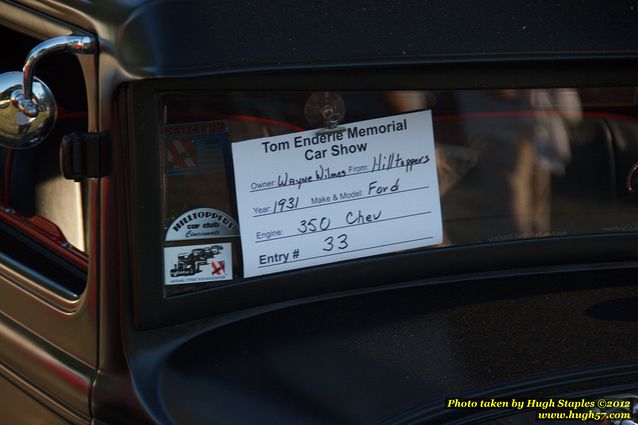 Tom Enderle Memorial
Car Show
Owner: Wayne Wilmes From: Hilltoppers
Year: 1931 Make & Model: Ford
Engine: 350 Chev
Entry # 33
HILLTOPPERS
car club
Cincinnati
Photo taken by Hugh Staples ©2012
www.hugh57.com